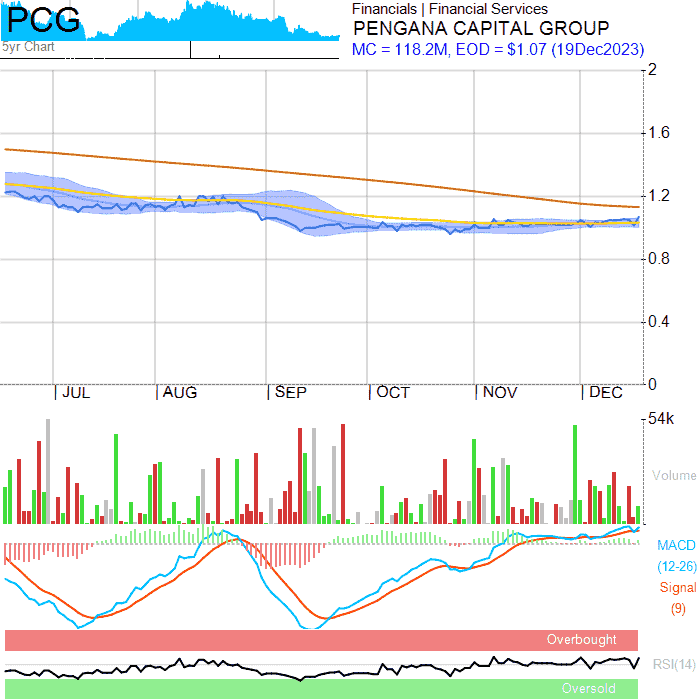 PCG
5yr Chart
Financials | Financial Services
PENGANA CAPITAL GROUP
MC = 118.2M, EOD = $1.07 (19Dec2023)
2
1.6
1.2
0.8
0.4
0
JUL AUG SEP OCT NOV DEC
54k
Volume
MACD
(12-26)
Signal
(9)
Overbought
RSI(14)
Oversold